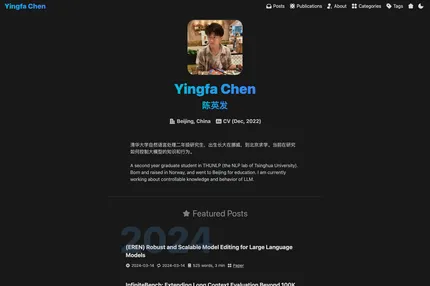 Yingfa Chen
Posts Publications About Categories Tags
Yingfa Chen
陈英发
Beijing, China CV (Dec, 2022)
清华大学自然语言处理二年级研究生，出生长大在挪威，到北京求学，当前在研究
如何控制大模型的知识和行为。
A second year graduate student in THUNLP (the NLP lab of Tsinghua University).
Born and raised in Norway, and went to Beijing for education. I am currently
working about controllable knowledge and behavior of LLM.
Featured Posts
2024
(EREN) Robust and Scalable Model Editing for Large Language
Models
2024-03-14 2024-03-14 525 words, 3 min Paper
InfiniteBench: Extending Long Context Evaluation Beyond 100K